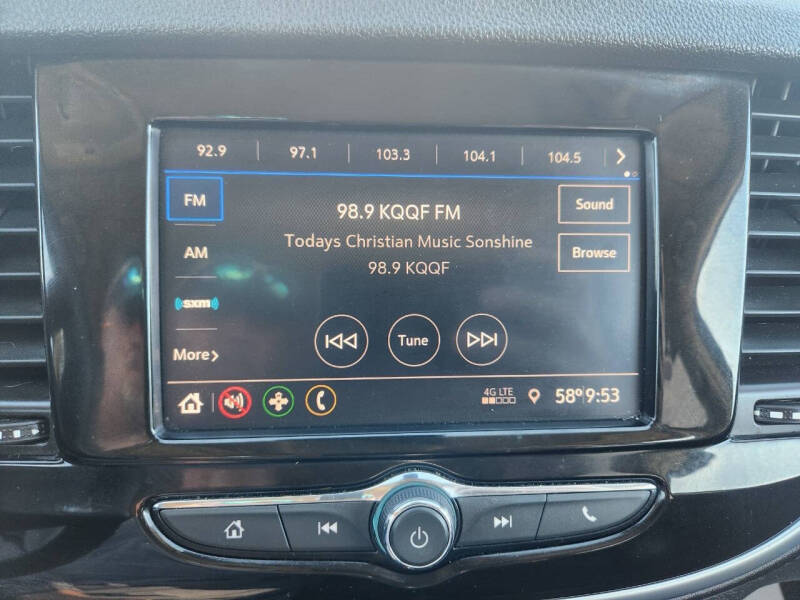 92.9 97.1 103.3 104.1 104.5
FM
98.9 KQQF FM
Sound
AM
Todays Christian Music Sonshine
Browse
98.9 KQQF
sxm
Tune
More
4G LTE
58° 9:53